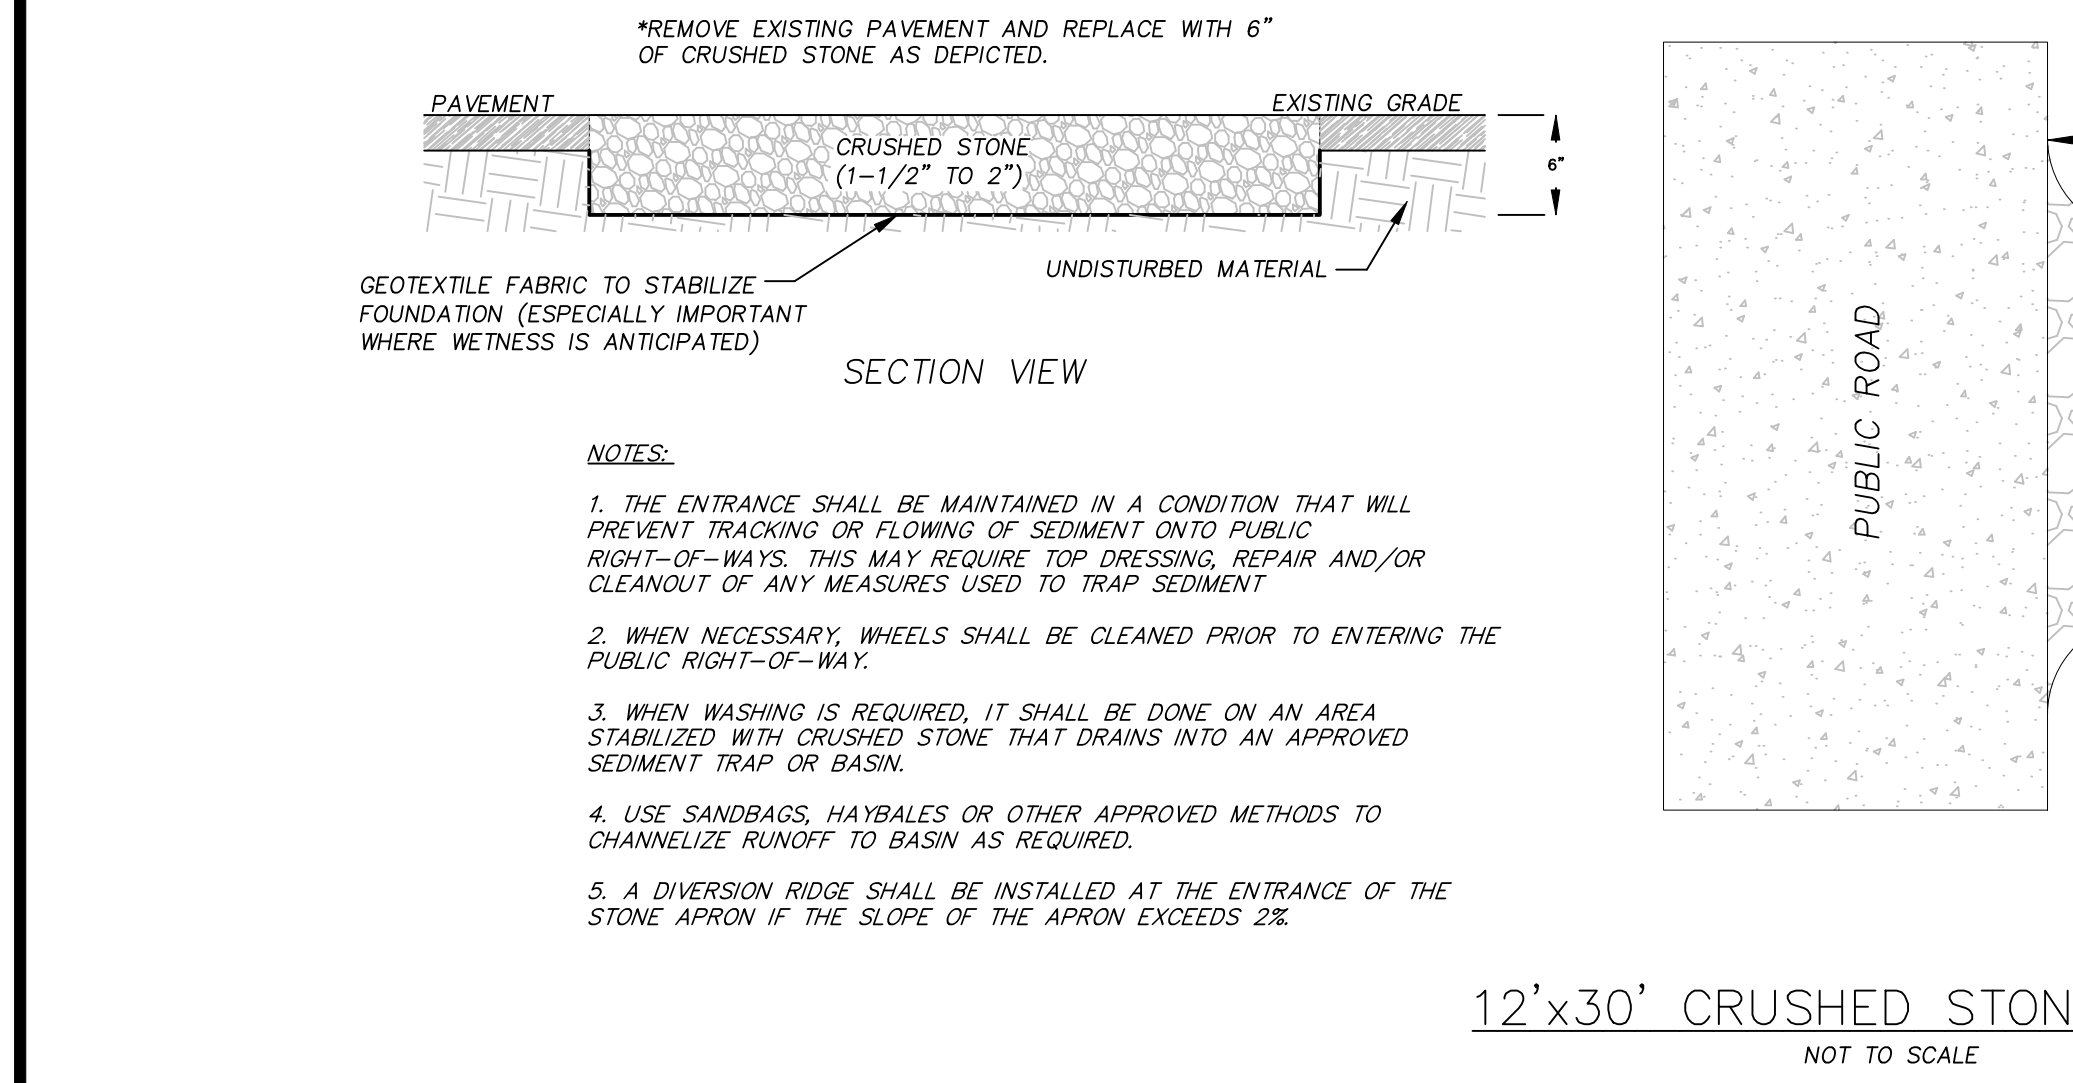 *REMOVE EXISTING PAVEMENT AND REPLACE WITH 6"
OF CRUSHED STONE AS DEPICTED.
PAVEMENT
EXISTING GRADE
CRUSHED STONE
(1-1/2" TO 2")
6"
GEOTEXTILE FABRIC TO STABILIZE
FOUNDATION (ESPECIALLY IMPORTANT
WHERE WETNESS IS ANTICIPATED)
UNDISTURBED MATERIAL
SECTION VIEW
PUBLIC ROAD
NOTES:
1. THE ENTRANCE SHALL BE MAINTAINED IN A CONDITION THAT WILL
PREVENT TRACKING OR FLOWING OF SEDIMENT ONTO PUBLIC
RIGHT-OF-WAYS. THIS MAY REQUIRE TOP DRESSING, REPAIR AND/OR
CLEANOUT OF ANY MEASURES USED TO TRAP SEDIMENT
2. WHEN NECESSARY, WHEELS SHALL BE CLEANED PRIOR TO ENTERING THE
PUBLIC RIGHT-OF-WAY.
3. WHEN WASHING IS REQUIRED, IT SHALL BE DONE ON AN AREA
STABILIZED WITH CRUSHED STONE THAT DRAINS INTO AN APPROVED
SEDIMENT TRAP OR BASIN.
4. USE SANDBAGS, HAYBALES OR OTHER APPROVED METHODS TO
CHANNELIZE RUNOFF TO BASIN AS REQUIRED.
5. A DIVERSION RIDGE SHALL BE INSTALLED AT THE ENTRANCE OF THE
STONE APRON IF THE SLOPE OF THE APRON EXCEEDS 2%.
12'x30' CRUSHED STON
NOT TO SCALE